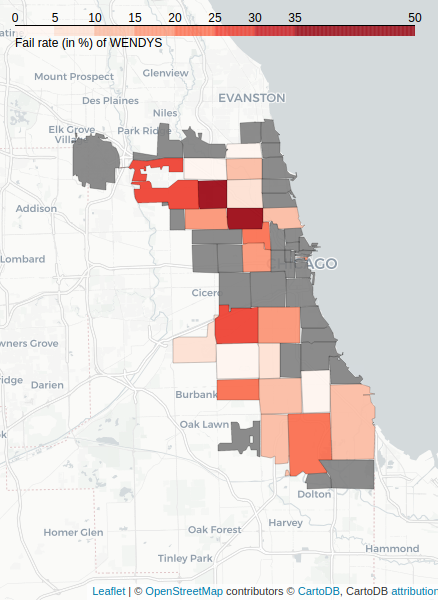 0 5 10 15 20 25 30 35 50
Fail rate (in %) of WENDYS
Mount Prospect
Glenview
Des Plaines
EVANSTON
Niles
Elk Grove
Park Ridge
Addison
Lombard
AGO
Cicero
wners Grove
ridge
Darien
Burbank
Oak Lawn
Dolton
Harvey
Homer Glen
Oak Forest
Hammond
Tinley Park
Leaflet | © OpenStreetMap contributors © CartoDB, CartoDB attribution